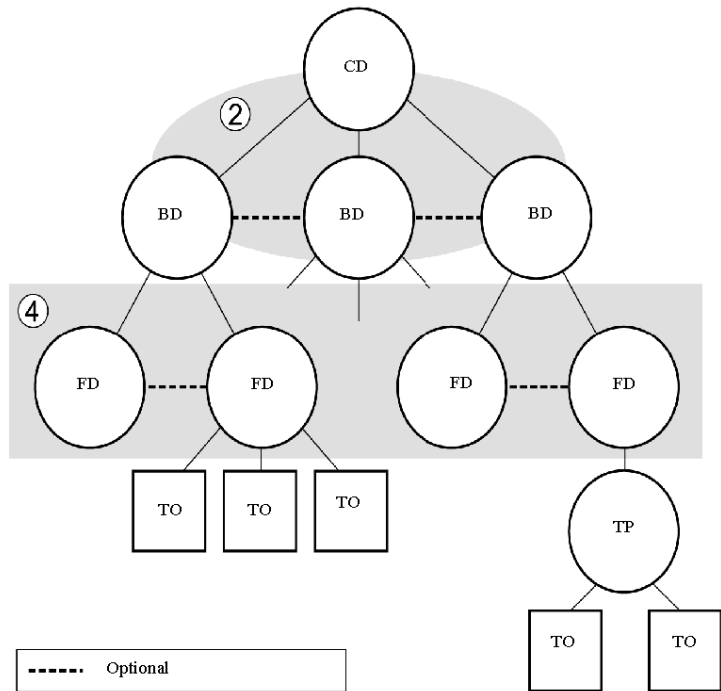 CD
2
BD BD BD
4
FD FD FD FD
TO TO TO
TP
TO TO
Optional